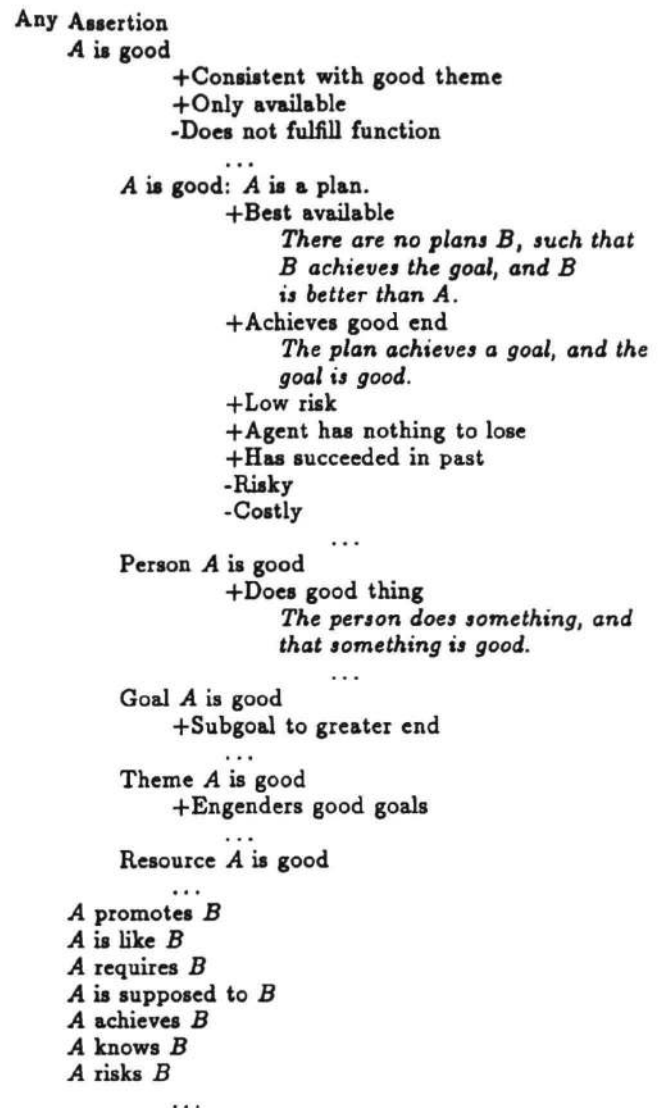 Any Assertion
A is good
+Consistent with good theme
+Only available
-Does not fulfill function
...
A is good: A is a plan.
+Best available
There are no plans B, such that
B achieves the goal, and B
is better than A.
+Achieves good end
The plan achieves a goal, and the
goal is good.
+Low risk
+Agent has nothing to lose
+Has succeeded in past
-Risky
-Costly
...
Person A is good
+Does good thing
The person does something, and
that something is good.
...
Goal A is good
+Subgoal to greater end
...
Theme A is good
+Engenders good goals
...
Resource A is good
...
A promotes B
A is like B
A requires B
A is supposed to B
A achieves B
A knows B
A risks B
...